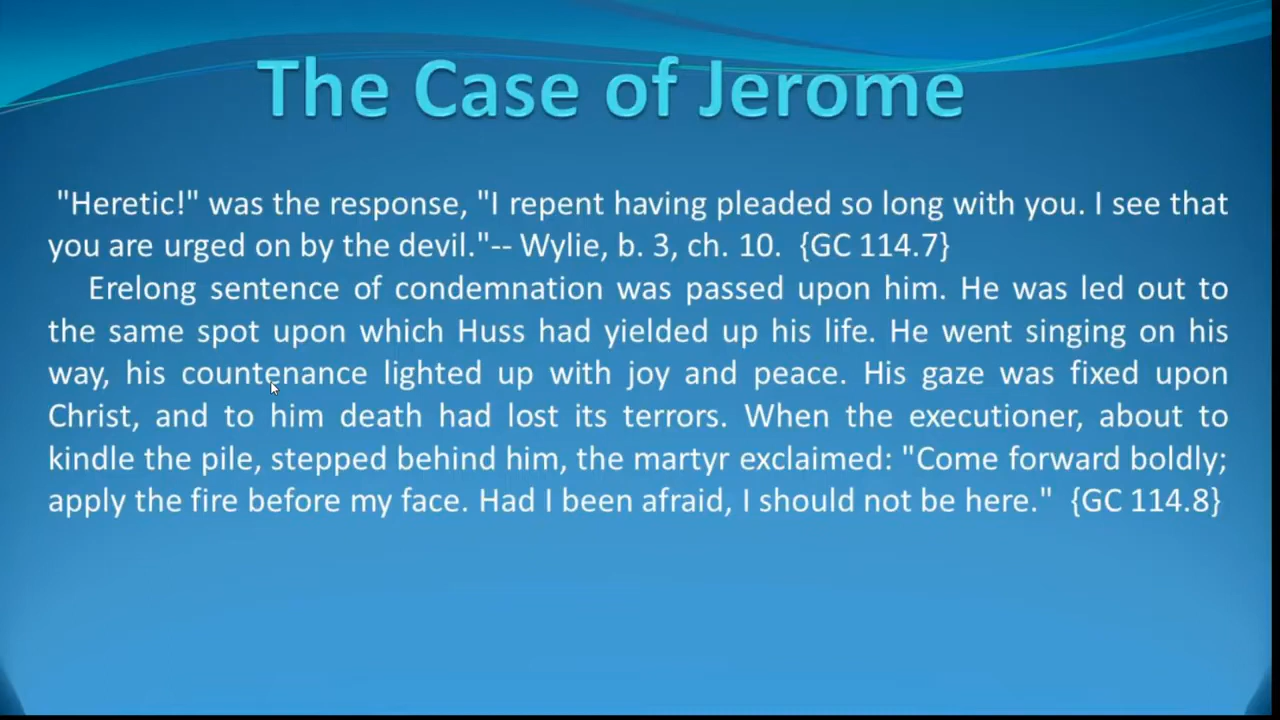 The Case of Jerome
"Heretic!" was the response, "I repent having pleaded so long with you. I see that
you are urged on by the devil."-- Wylie, b. 3, ch. 10.  {GC 114.7}
Erelong sentence of condemnation was passed upon him. He was led out to
the same spot upon which Huss had yielded up his life. He went singing on his
way, his countenance lighted up with joy and peace. His gaze was fixed upon
Christ, and to him death had lost its terrors. When the executioner, about to
kindle the pile, stepped behind him, the martyr exclaimed: "Come forward boldly;
apply the fire before my face. Had I been afraid, I should not be here."  {GC 114.8}